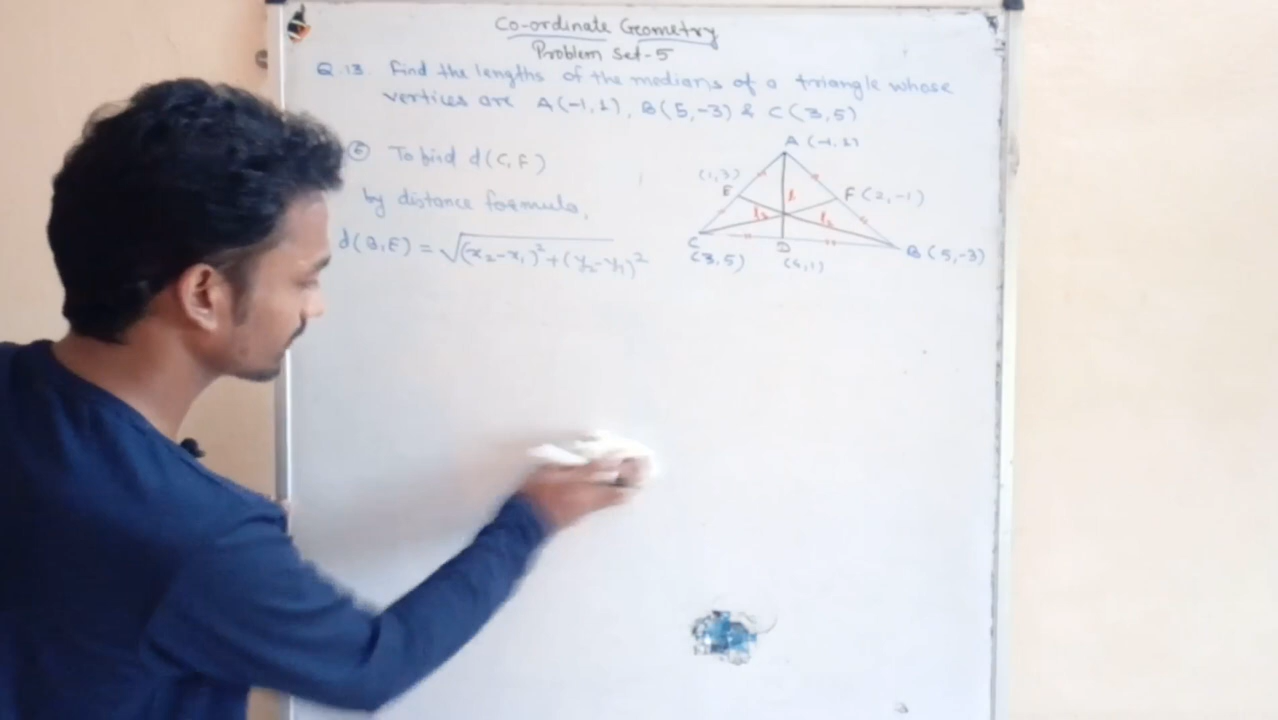 Co-ordinate Geometry
Problem Set-5
Q.13. Find the lengths of the medians of a triangle whose
vertices are A(-1,1), B(5,-3) & C(3,5)
⑥ To find d(C,F)
by distance formula,
d(B,E) = √(x₂-x₁)²+(y₂-y₁)²
A(-1,1)
(1,3)
E
F(2,-1)
C
(3,5)
D
(4,1)
B(5,-3)